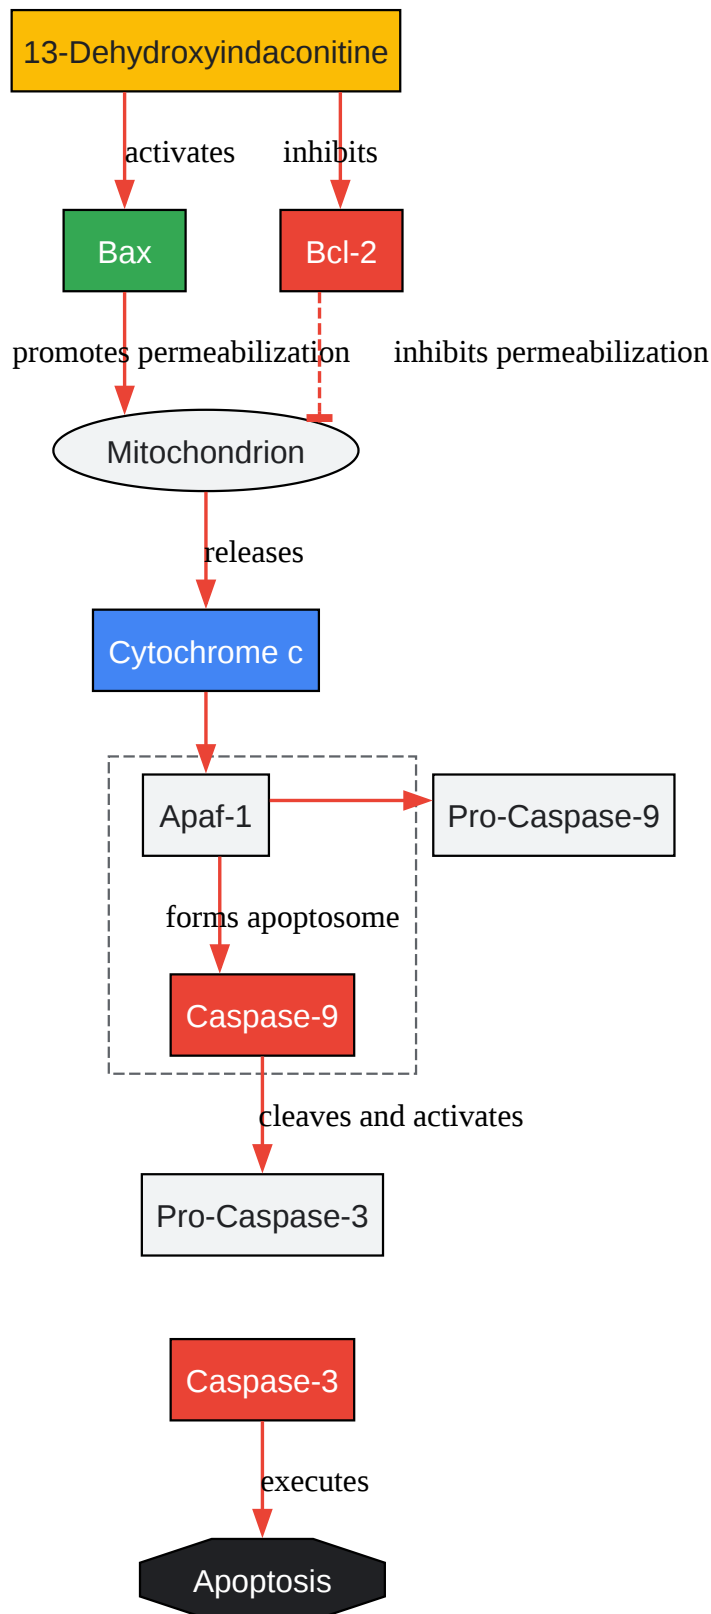 13-Dehydroxyindaconitine
activates
inhibits
Bax
Bcl-2
promotes permeabilization
inhibits permeabilization
Mitochondrion
releases
Cytochrome c
Apaf-1
Pro-Caspase-9
forms apoptosome
Caspase-9
cleaves and activates
Pro-Caspase-3
Caspase-3
executes
Apoptosis